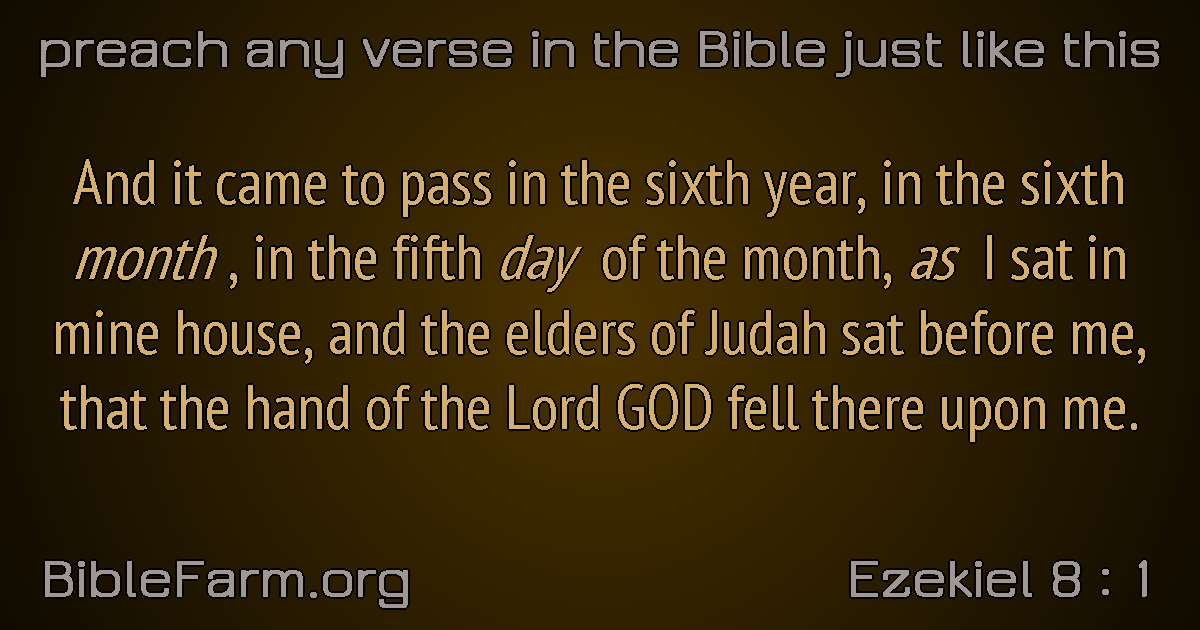 preach any verse in the Bible just like this
And it came to pass in the sixth year, in the sixth
month , in the fifth day of the month, as I sat in
mine house, and the elders of Judah sat before me,
that the hand of the Lord GOD fell there upon me.
BibleFarm.org
Ezekiel 8 : 1